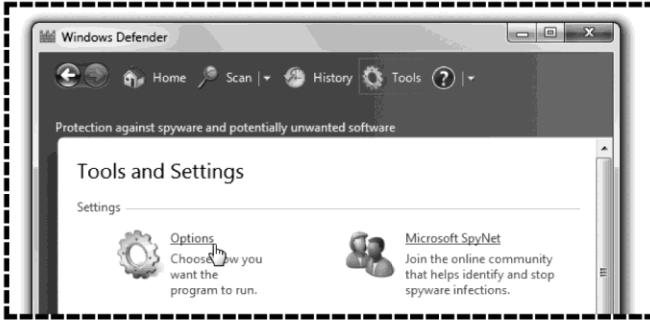 Windows Defender
Home Scan History Tools
Protection against spyware and potentially unwanted software
Tools and Settings
Settings
Options
Choose how you
want the
program to run.
Microsoft SpyNet
Join the online community
that helps identify and stop
spyware infections.